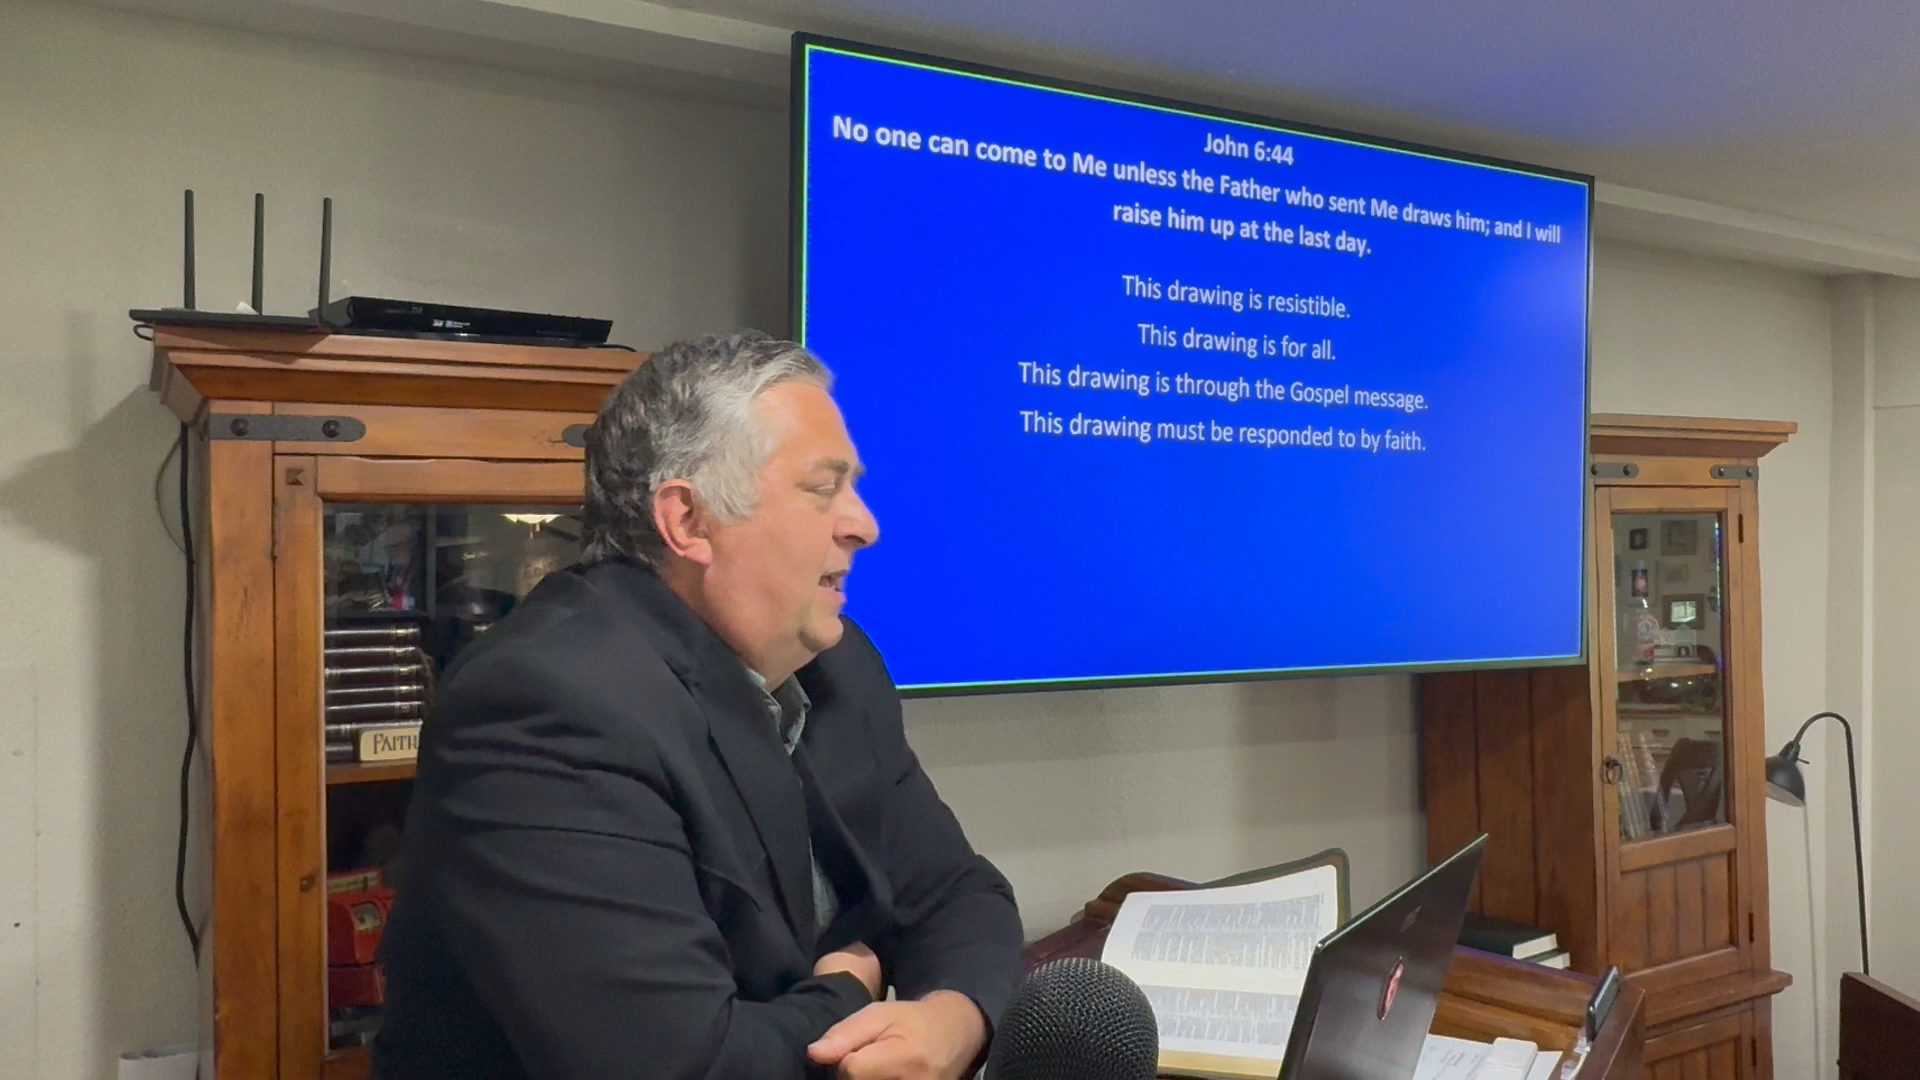 John 6:44
No one can come to Me unless the Father who sent Me draws him; and I will
raise him up at the last day.
This drawing is resistible.
This drawing is for all.
This drawing is through the Gospel message.
This drawing must be responded to by faith.
FAITH